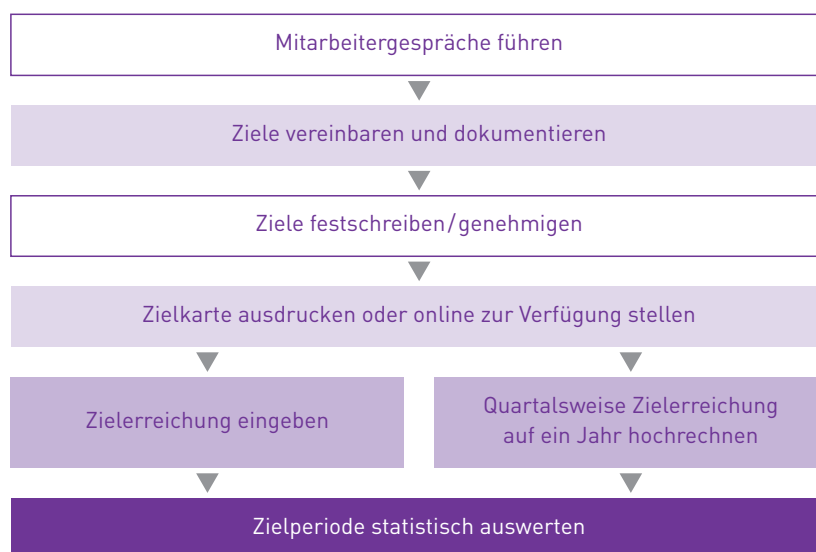 Mitarbeitergespräche führen
Ziele vereinbaren und dokumentieren
Ziele festschreiben/genehmigen
Zielkarte ausdrucken oder online zur Verfügung stellen
Zielerreichung eingeben
Quartalsweise Zielerreichung
auf ein Jahr hochrechnen
Zielperiode statistisch auswerten